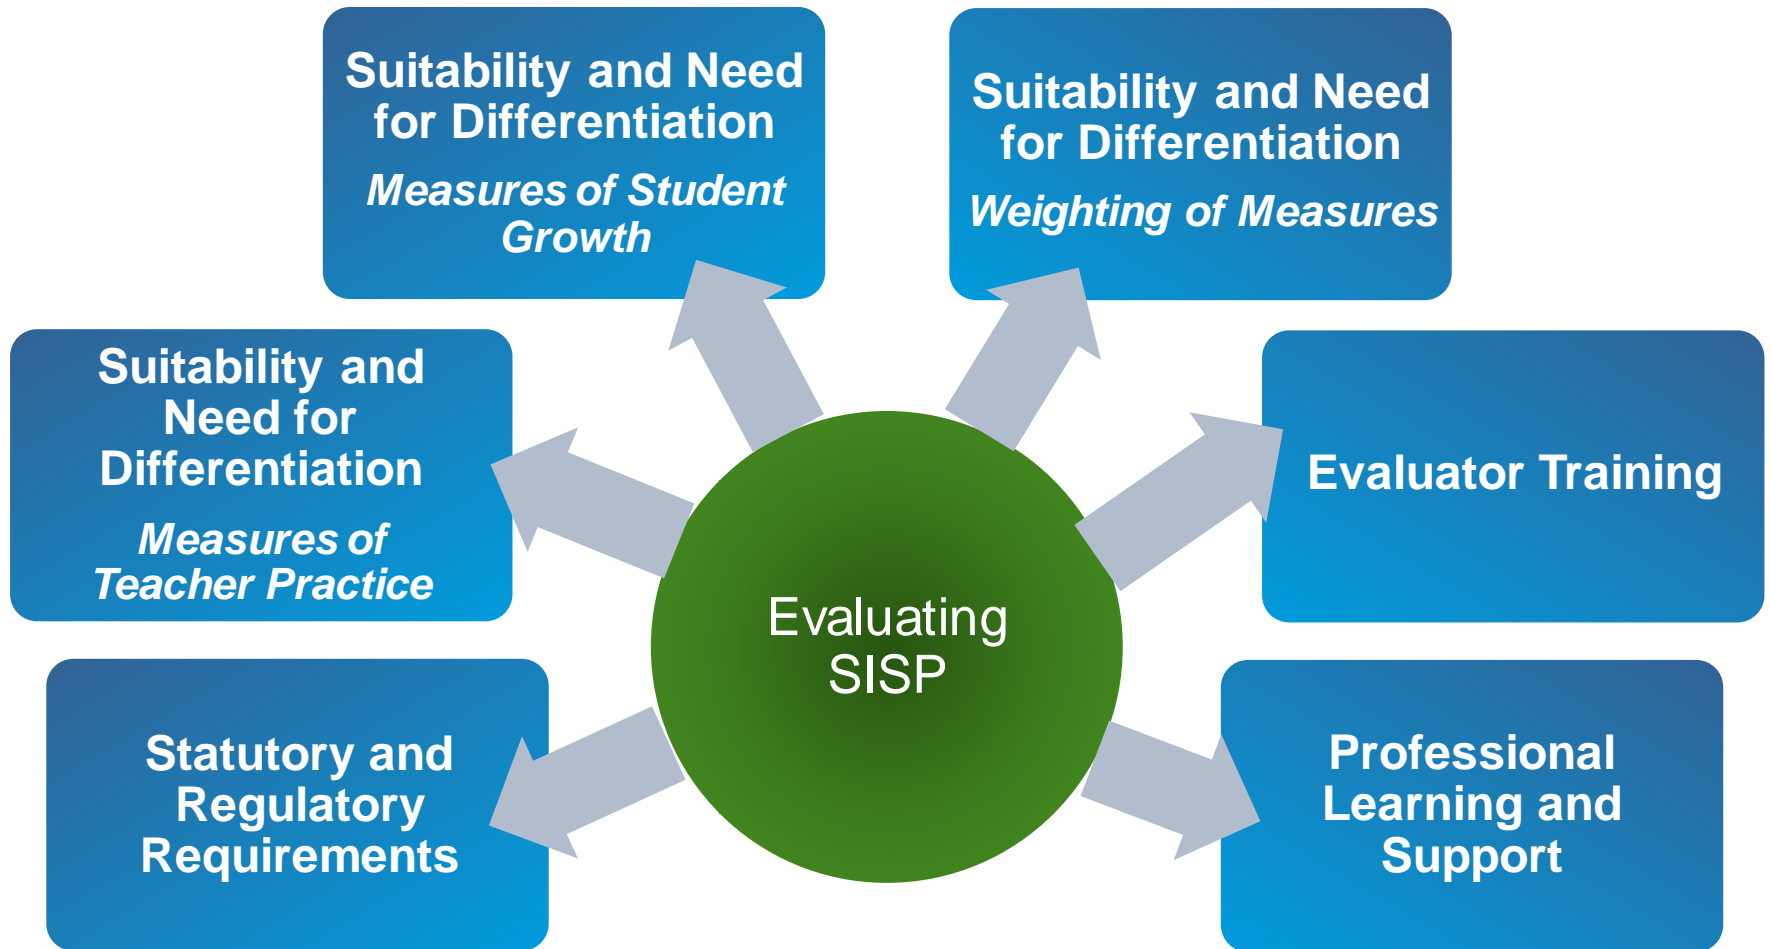 Suitability and Need
for Differentiation
Measures of Student
Growth
Suitability and Need
for Differentiation
Weighting of Measures
Suitability and
Need for
Differentiation
Measures of
Teacher Practice
Evaluator Training
Evaluating
SISP
Statutory and
Regulatory
Requirements
Professional
Learning and
Support